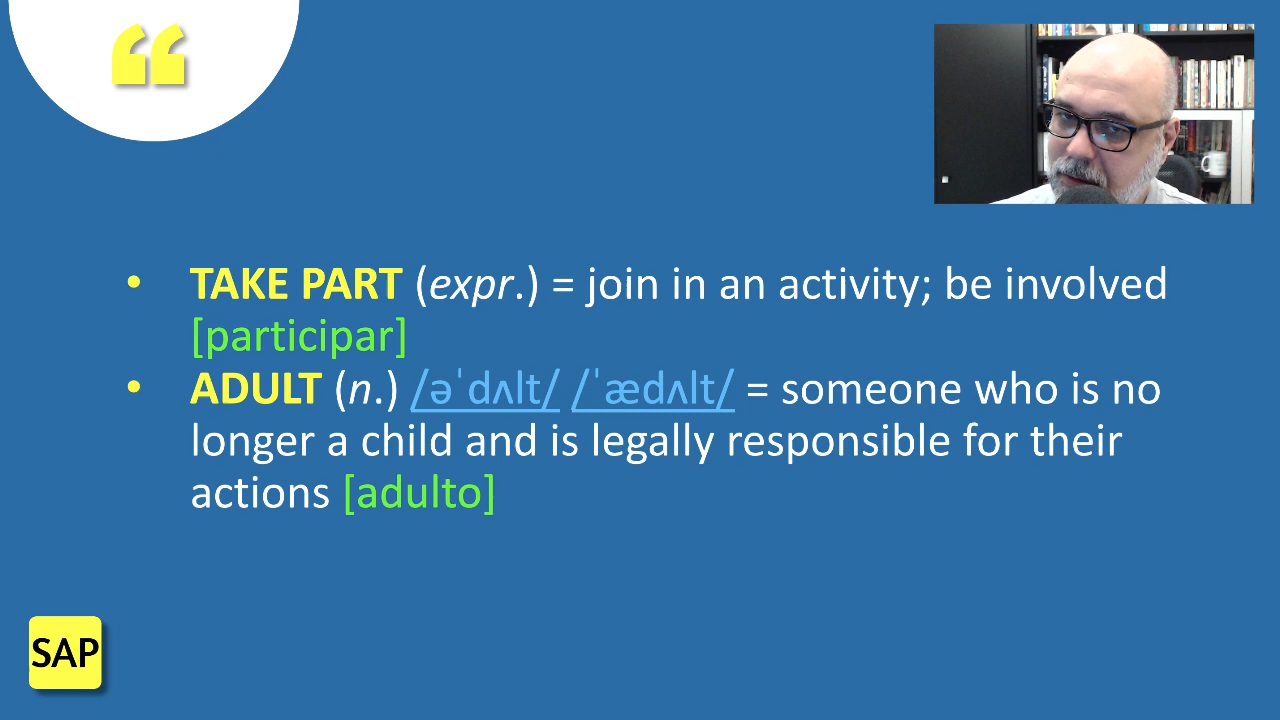 “
• TAKE PART (expr.) = join in an activity; be involved
[participar]
• ADULT (n.) /əˈdʌlt/ /ˈædʌlt/ = someone who is no
longer a child and is legally responsible for their
actions [adulto]
SAP